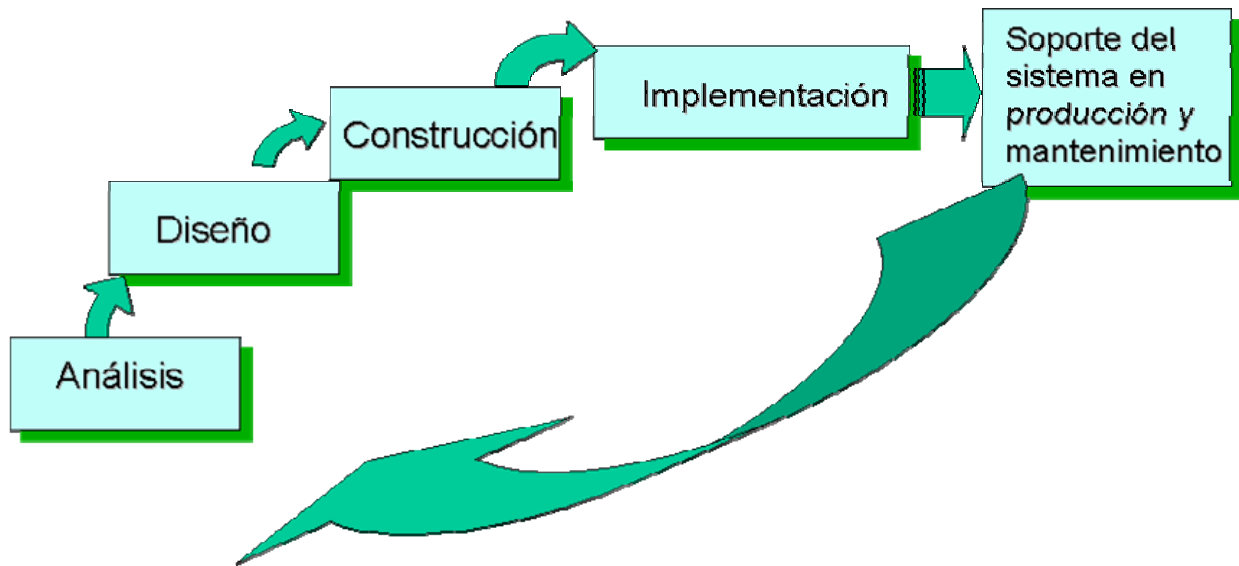 Análisis
Diseño
Construcción
Implementación
Soporte del
sistema en
producción y
mantenimiento